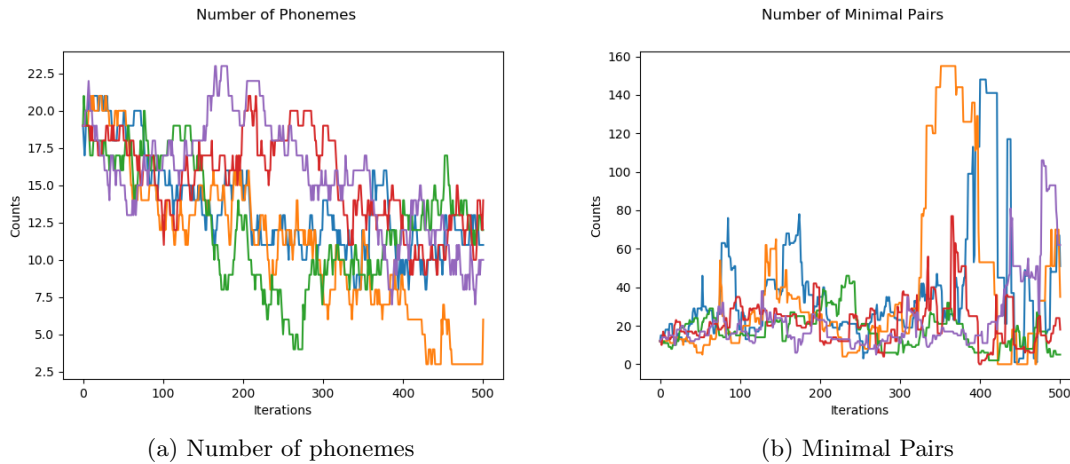 Number of Phonemes
22.5
20.0
17.5
15.0
12.5
10.0
7.5
5.0
2.5
Counts
0 100 200 300 400 500
Iterations
(a) Number of phonemes
Number of Minimal Pairs
160
140
120
100
80
60
40
20
0
Counts
0 100 200 300 400 500
Iterations
(b) Minimal Pairs